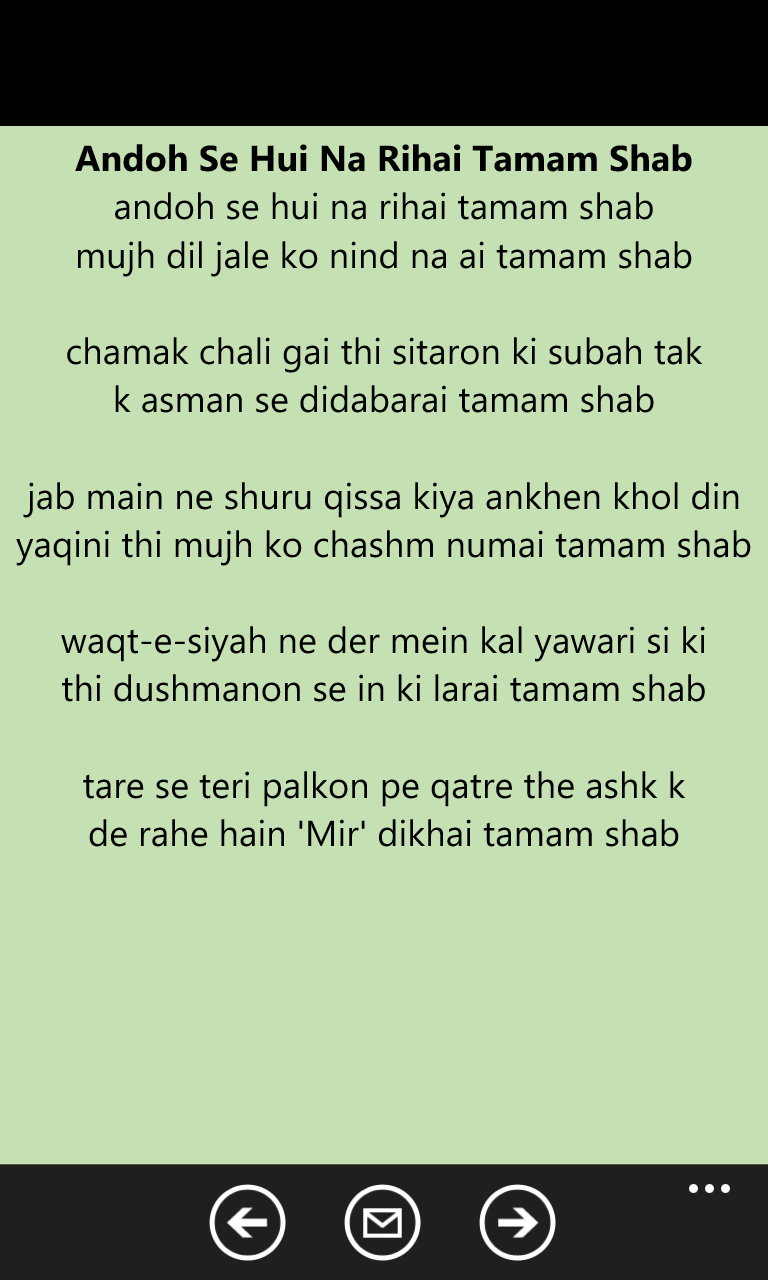 Andoh Se Hui Na Rihai Tamam Shab
andoh se hui na rihai tamam shab
mujh dil jale ko nind na ai tamam shab
chamak chali gai thi sitaron ki subah tak
k asman se didabarai tamam shab
jab main ne shuru qissa kiya ankhen khol din
yaqini thi mujh ko chashm numai tamam shab
waqt-e-siyah ne der mein kal yawari si ki
thi dushmanon se in ki larai tamam shab
tare se teri palkon pe qatre the ashk k
de rahe hain 'Mir' dikhai tamam shab